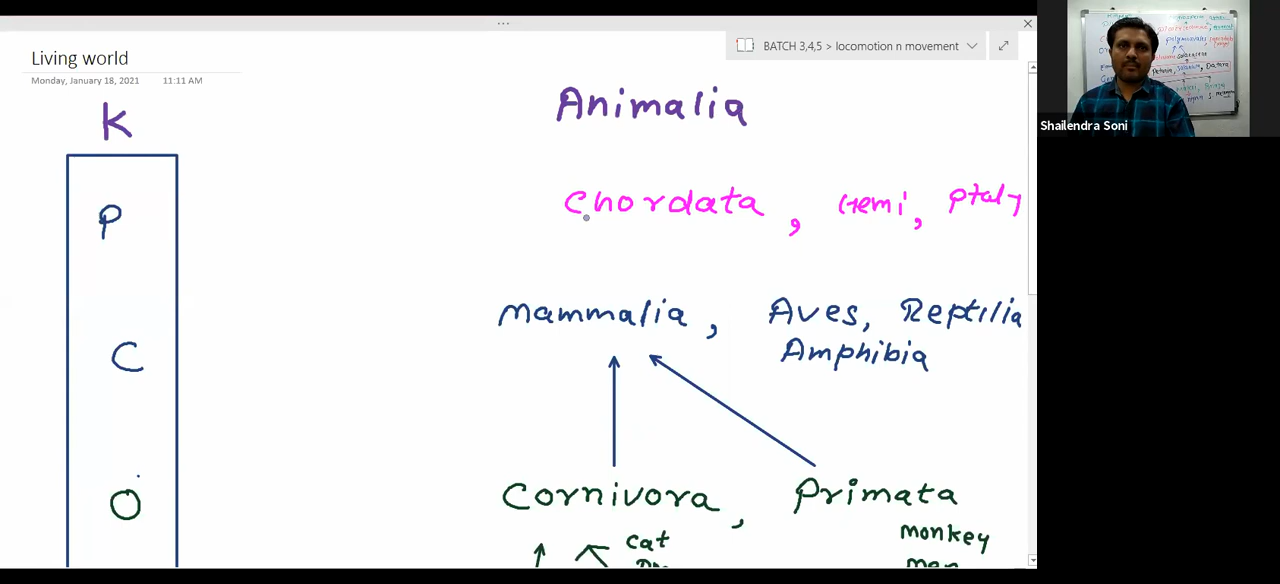 Living world
Monday, January 18, 2021 11:11 AM
BATCH 3,4,5 > locomotion n movement
Shailendra Soni
K
Animalia
P
Chordata, Hemi, Ptaly
C
Mammalia, Aves, Reptilia
Amphibia
O
Cornivora, Primata
cat
monkey
man